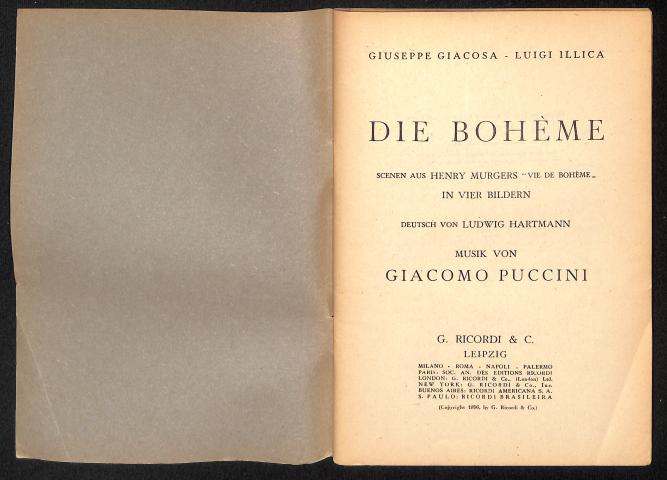 GIUSEPPE GIACOSA - LUIGI ILLICA
DIE BOHÈME
SCENEN AUS HENRY MURGERS "VIE DE BOHÈME„
IN VIER BILDERN
DEUTSCH VON LUDWIG HARTMANN
MUSIK VON
GIACOMO PUCCINI
G. RICORDI & C.
LEIPZIG
MILANO - ROMA - NAPOLI - PALERMO
PARIS: SOC. AN. DES EDITIONS RICORDI
LONDON: G. RICORDI & Co., (London) Ltd.
NEW YORK: G. RICORDI & Co., Inc.
BUENOS AIRES: RICORDI AMERICANA S. A.
S. PAULO: RICORDI BRASILEIRA
(Copyright 1896, by G. Ricordi & Co.)